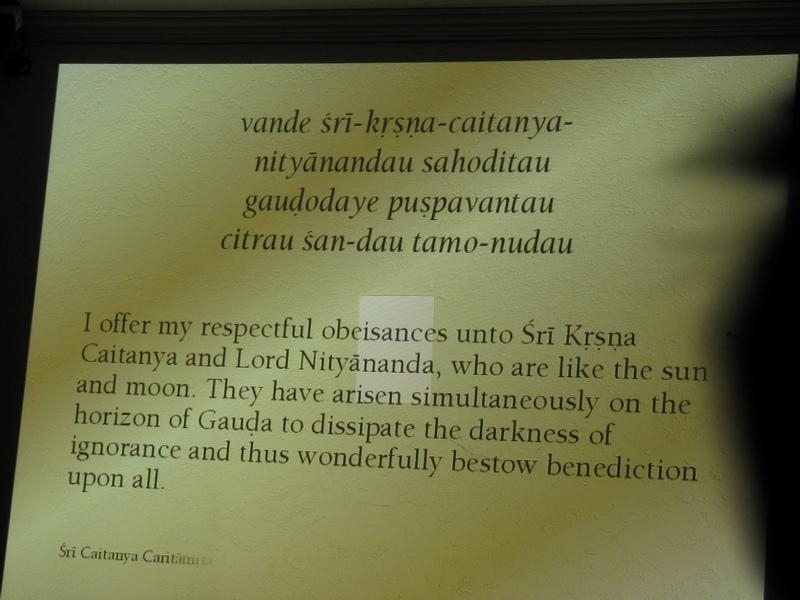 vande śrī-kṛṣṇa-caitanya-
nityānandau sahoditau
gauḍodaye puṣpavantau
citrau śan-dau tamo-nudau
I offer my respectful obeisances unto Śrī Kṛṣṇa
Caitanya and Lord Nityānanda, who are like the sun
and moon. They have arisen simultaneously on the
horizon of Gauḍa to dissipate the darkness of
ignorance and thus wonderfully bestow benediction
upon all.
Śrī Caitanya Caritāmṛta